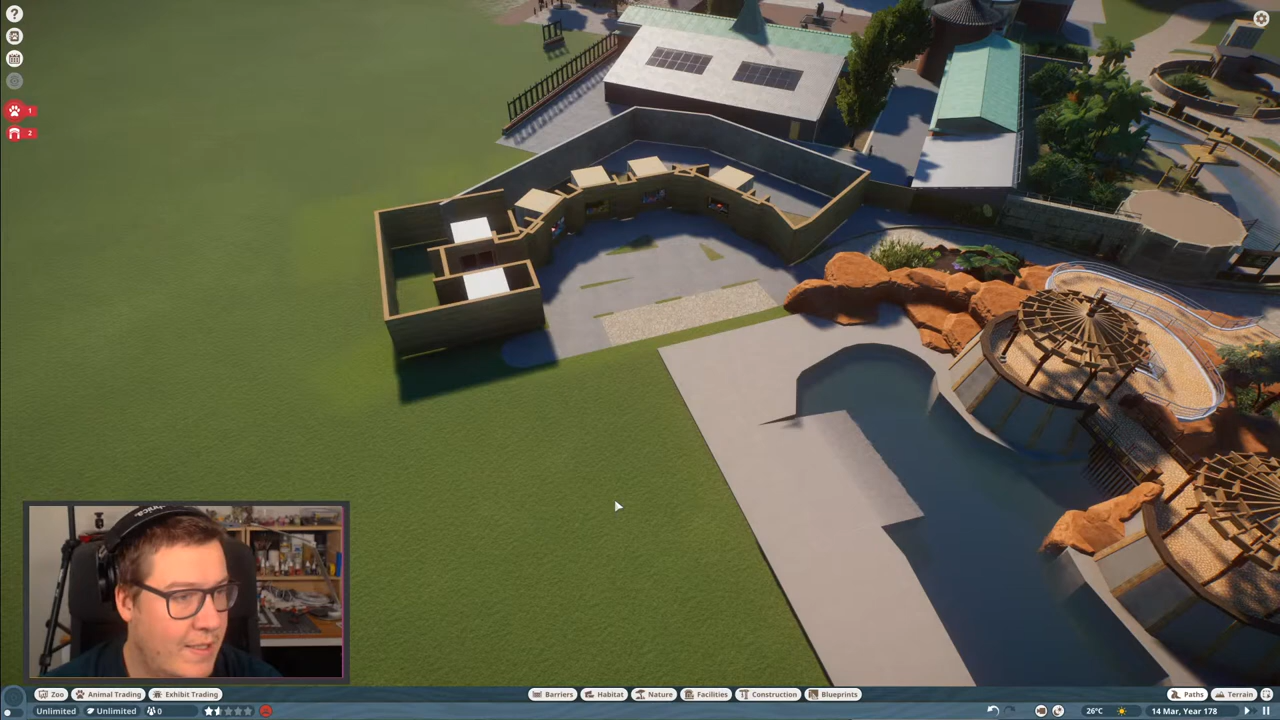 ?
1
2
Zoo
Animal Trading
Exhibit Trading
Barriers
Habitat
Nature
Facilities
Construction
Blueprints
Paths
Terrain
Unlimited
Unlimited
0
26°C
14 Mar, Year 178